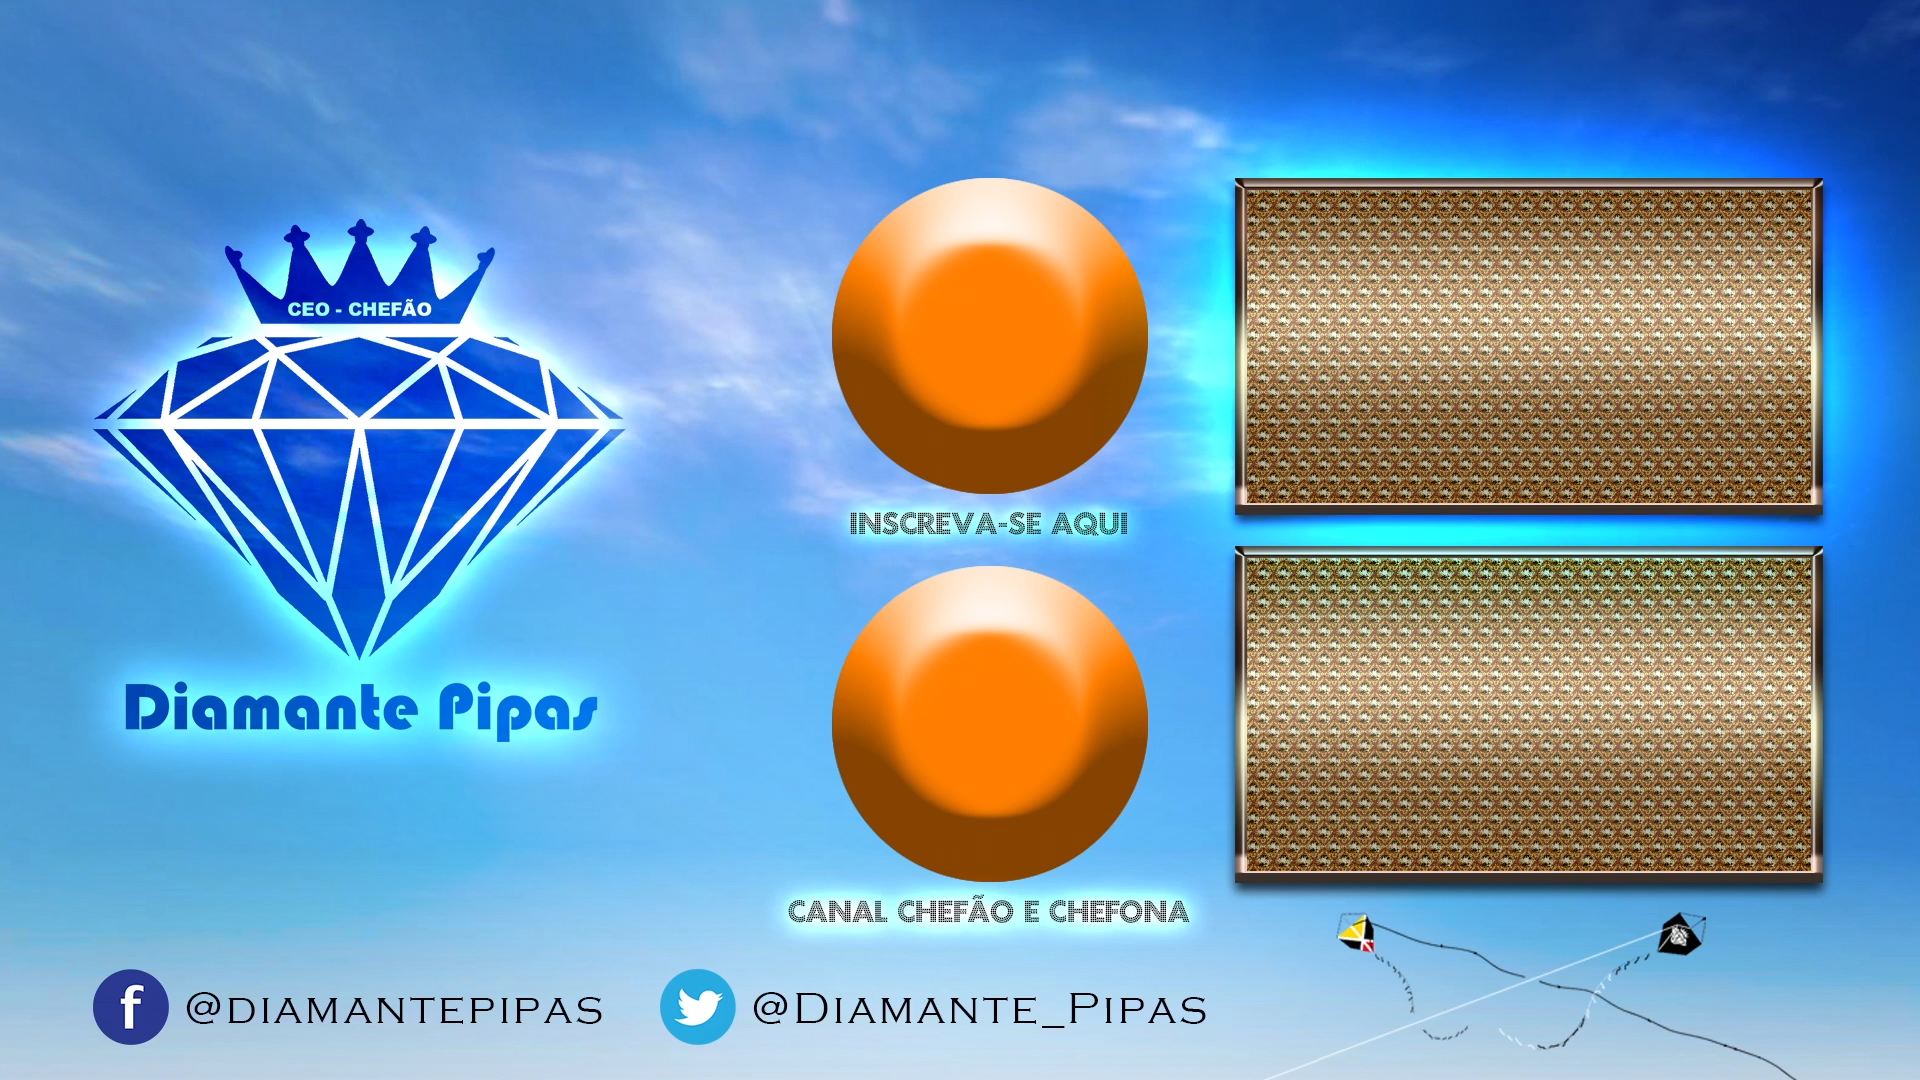 CEO - CHEFÃO
Diamante Pipas
INSCREVA-SE AQUI
CANAL CHEFÃO E CHEFONA
@DIAMANTEPIPAS
@DIAMANTE_PIPAS